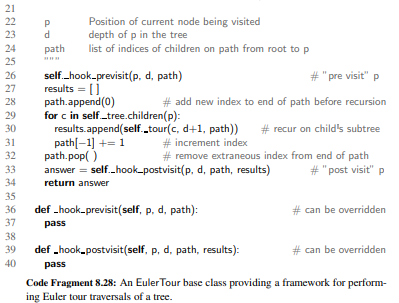 21
22 p Position of current node being visited
23 d depth of p in the tree
24 path list of indices of children on path from root to p
25 """
26 self._hook_previsit(p, d, path) # "pre visit" p
27 results = [ ]
28 path.append(0) # add new index to end of path before recursion
29 for c in self._tree.children(p):
30 results.append(self._tour(c, d+1, path)) # recur on child's subtree
31 path[-1] += 1 # increment index
32 path.pop( ) # remove extraneous index from end of path
33 answer = self._hook_postvisit(p, d, path, results) # "post visit" p
34 return answer
35
36 def _hook_previsit(self, p, d, path): # can be overridden
37 pass
38
39 def _hook_postvisit(self, p, d, path, results): # can be overridden
40 pass
Code Fragment 8.28: An EulerTour base class providing a framework for perform-
ing Euler tour traversals of a tree.